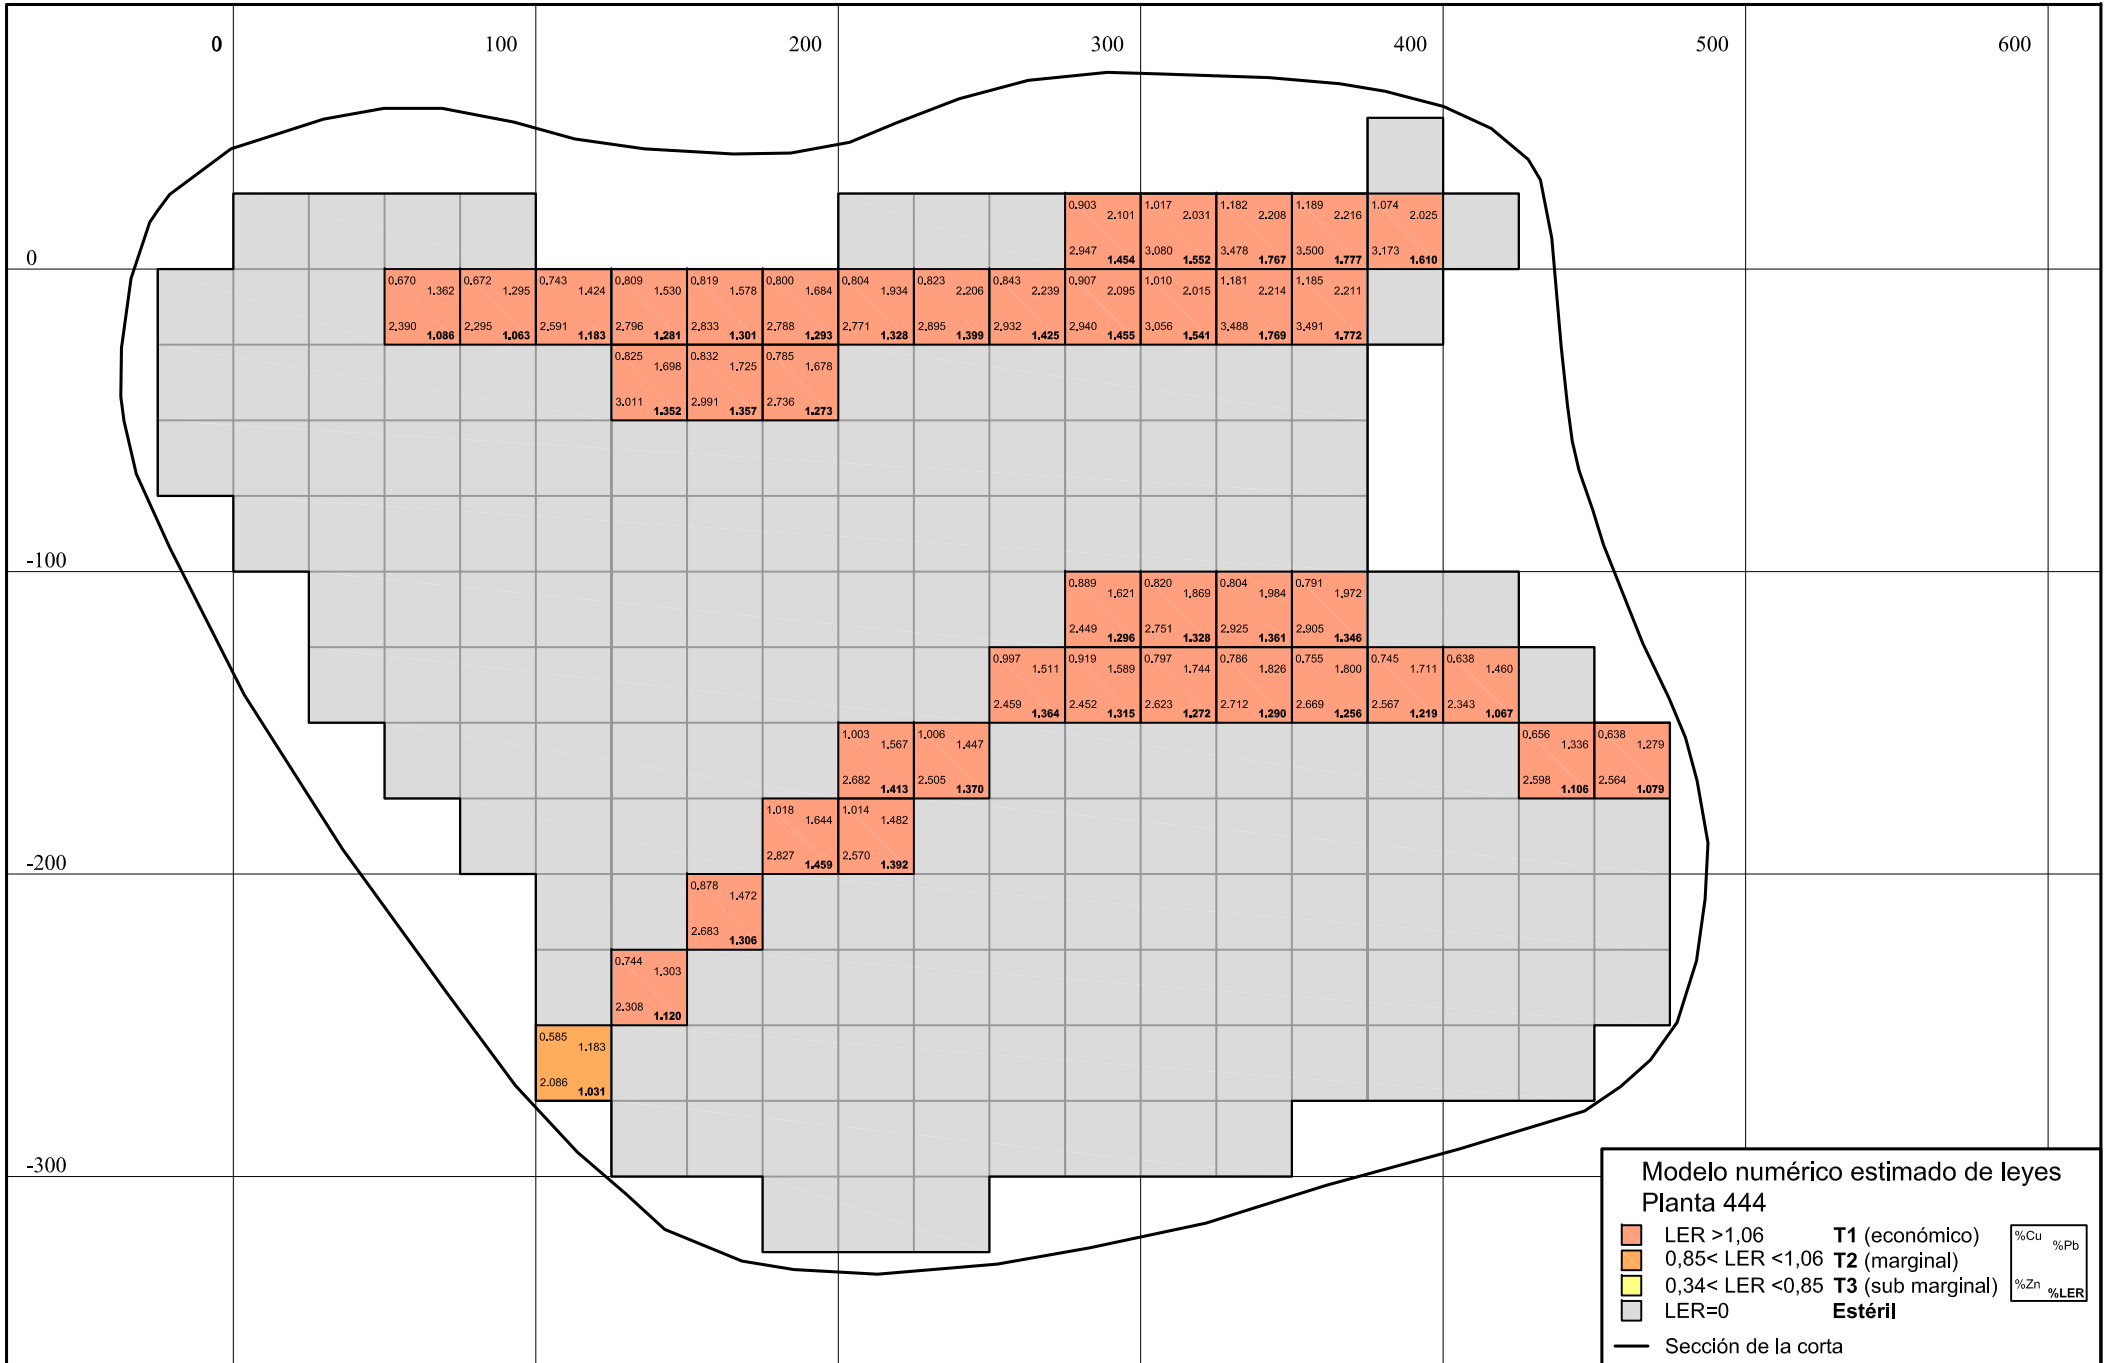 0 100 200 300 400 500 600
0.903 1.017 1.182 1.189 1.074
2.101 2.031 2.208 2.216 2.025
2.947 3.080 3.478 3.500 3.173
1.454 1.552 1.767 1.777 1.610
0
0.670 0.672 0.743 0.809 0.819 0.800 0.804 0.823 0.843 0.907 1.010 1.181 1.185
1.362 1.295 1.424 1.530 1.578 1.684 1.934 2.206 2.239 2.095 2.015 2.214 2.211
2.390 2.295 2.591 2.796 2.833 2.788 2.771 2.895 2.932 2.940 3.056 3.488 3.491
1.086 1.063 1.183 1.281 1.301 1.293 1.328 1.399 1.425 1.455 1.541 1.769 1.772
0.825 0.832 0.785
1.698 1.725 1.678
3.011 2.991 2.736
1.352 1.357 1.273
-100
0.889 0.820 0.804 0.791
1.621 1.869 1.984 1.972
2.449 2.751 2.925 2.905
1.296 1.328 1.361 1.346
0.997 0.919 0.797 0.786 0.755 0.745 0.638
1.511 1.589 1.744 1.826 1.800 1.711 1.460
2.459 2.452 2.623 2.712 2.669 2.567 2.343
1.364 1.315 1.272 1.290 1.256 1.219 1.067
1.003 1.006 0.656 0.638
1.567 1.447 1.336 1.279
2.682 2.505 2.598 2.564
1.413 1.370 1.106 1.079
1.018 1.014
1.644 1.482
2.827 2.570
1.459 1.392
-200
0.878
1.472
2.683
1.306
0.744
1.303
2.308
1.120
0.585
1.183
2.086
1.031
-300
Modelo numérico estimado de leyes
Planta 444
LER >1,06 T1 (económico)
0,85< LER <1,06 T2 (marginal)
0,34< LER <0,85 T3 (sub marginal)
LER=0 Estéril
Sección de la corta
%Cu %Pb
%Zn %LER